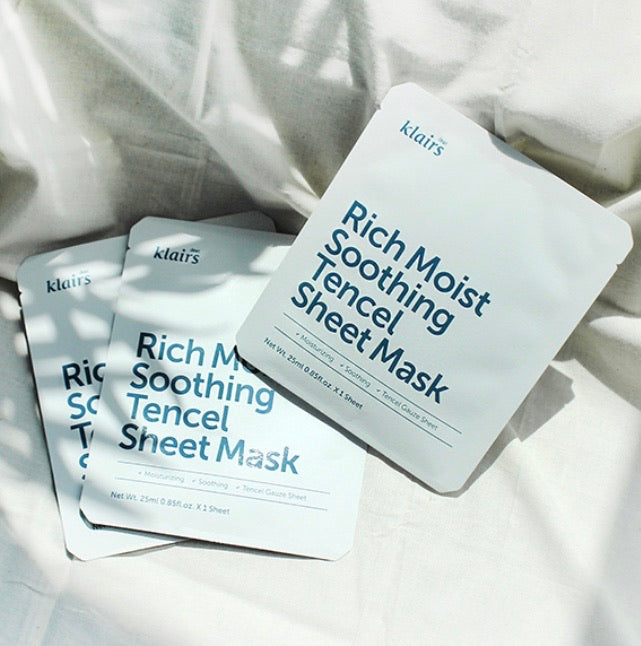 klairs
Rich Moist
Soothing
Tencel
Sheet Mask
✓ Moisturizing ✓ Soothing ✓ Tencel Gauze Sheet
Net Wt. 25ml 0.85fl.oz. X 1 Sheet
klairs
Rich Mo
Soothing
Tencel
Sheet Mask
✓ Moisturizing ✓ Soothing ✓ Tencel Gauze Sheet
Net Wt. 25ml 0.85fl.oz. X 1 Sheet
klairs
Ric
So
Te
S